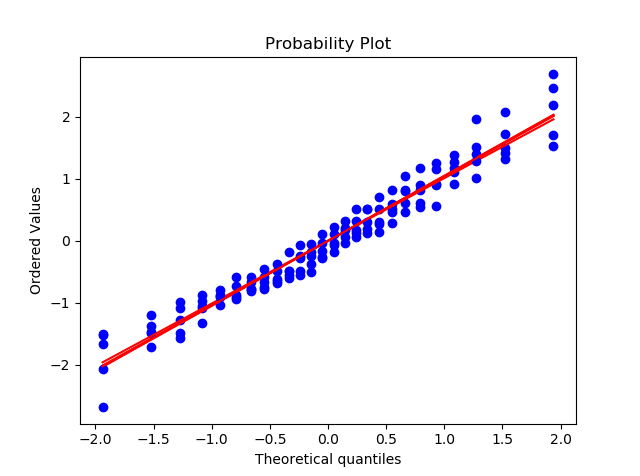 Probability Plot
Ordered Values
2
1
0
−1
−2
−2.0 −1.5 −1.0 −0.5 0.0 0.5 1.0 1.5 2.0
Theoretical quantiles